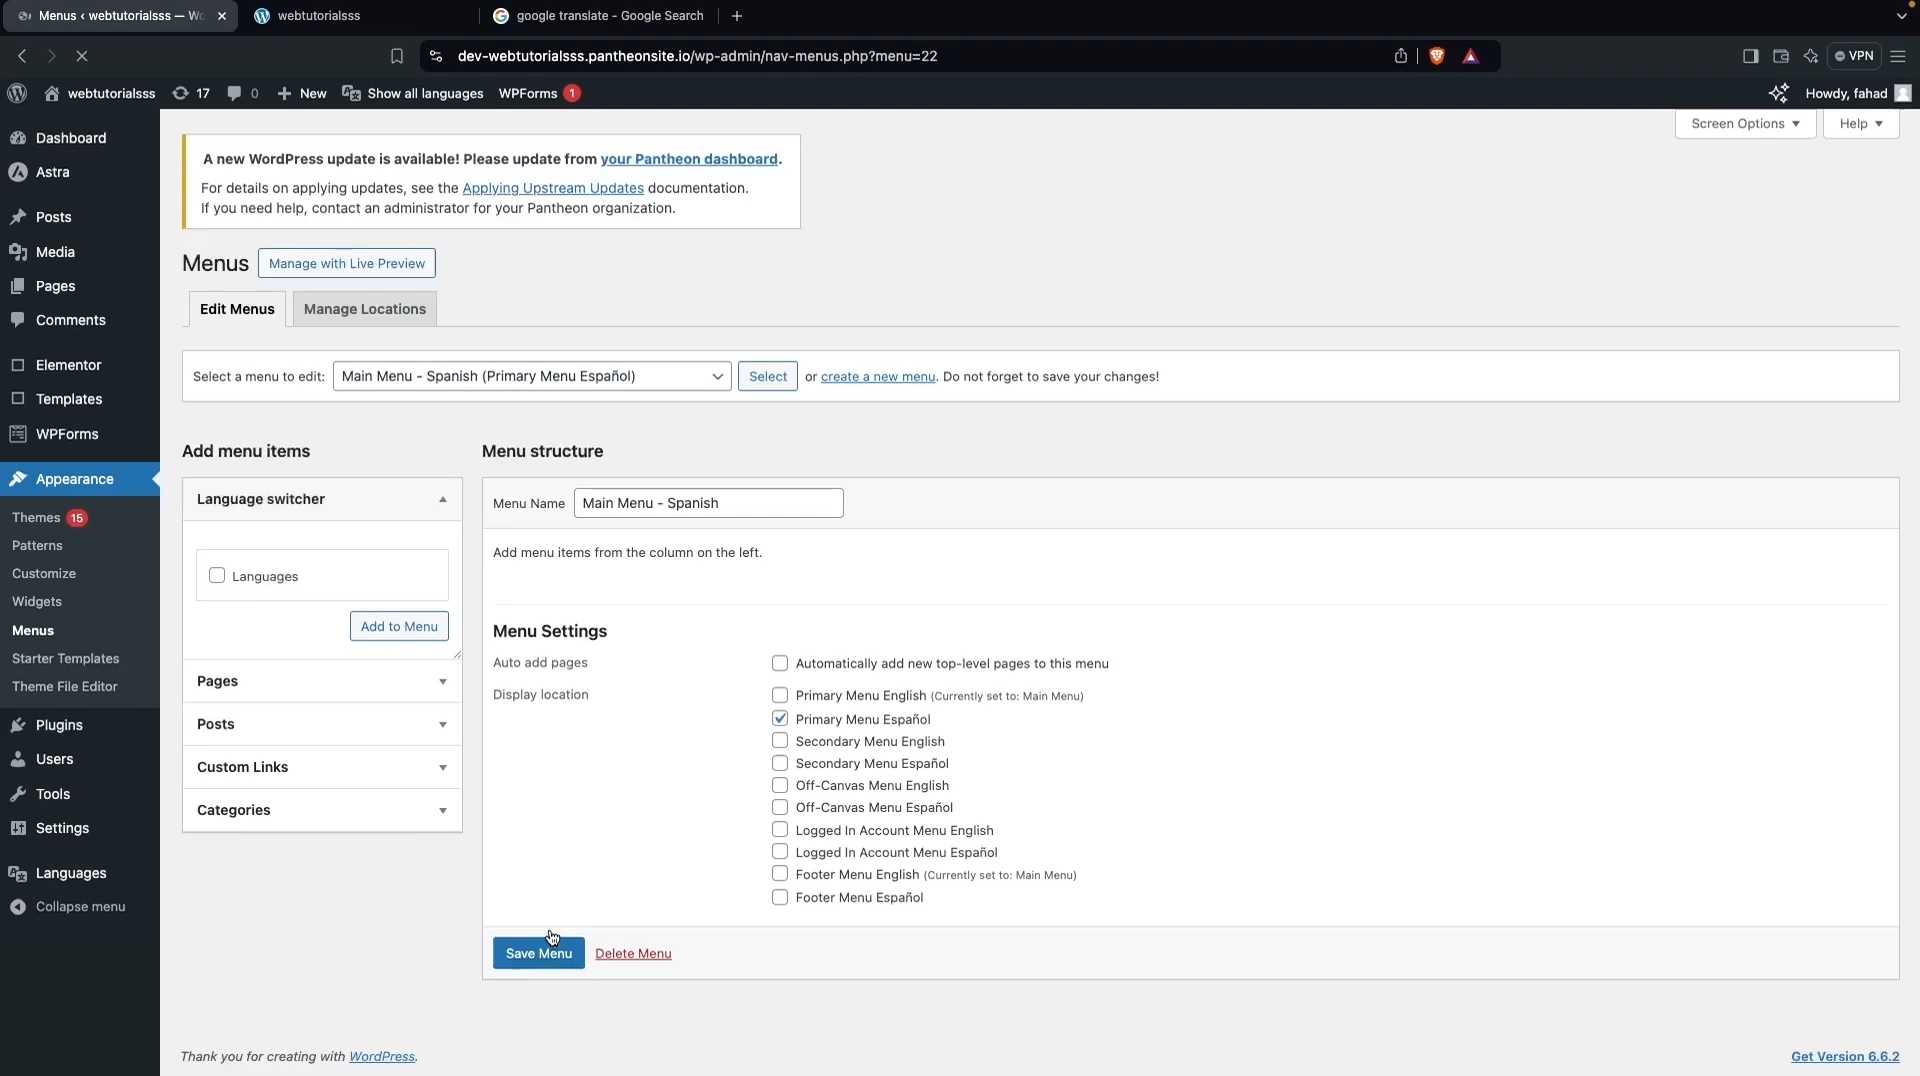 Menus ‹ webtutorialsss — Wo
webtutorialsss
google translate - Google Search
dev-webtutorialsss.pantheonsite.io/wp-admin/nav-menus.php?menu=22
VPN
webtutorialsss
17
0
New
Show all languages
WPForms 1
Howdy, fahad
Dashboard
Astra
Posts
Media
Pages
Comments
Elementor
Templates
WPForms
Appearance
Themes 15
Patterns
Customize
Widgets
Menus
Starter Templates
Theme File Editor
Plugins
Users
Tools
Settings
Languages
Collapse menu
Screen Options
Help
A new WordPress update is available! Please update from your Pantheon dashboard.
For details on applying updates, see the Applying Upstream Updates documentation.
If you need help, contact an administrator for your Pantheon organization.
Menus
Manage with Live Preview
Edit Menus
Manage Locations
Select a menu to edit:
Main Menu - Spanish (Primary Menu Español)
Select
or create a new menu. Do not forget to save your changes!
Add menu items
Language switcher
Languages
Add to Menu
Pages
Posts
Custom Links
Categories
Menu structure
Menu Name
Main Menu - Spanish
Add menu items from the column on the left.
Menu Settings
Auto add pages
Automatically add new top-level pages to this menu
Display location
Primary Menu English (Currently set to: Main Menu)
Primary Menu Español
Secondary Menu English
Secondary Menu Español
Off-Canvas Menu English
Off-Canvas Menu Español
Logged In Account Menu English
Logged In Account Menu Español
Footer Menu English (Currently set to: Main Menu)
Footer Menu Español
Save Menu
Delete Menu
Thank you for creating with WordPress.
Get Version 6.6.2